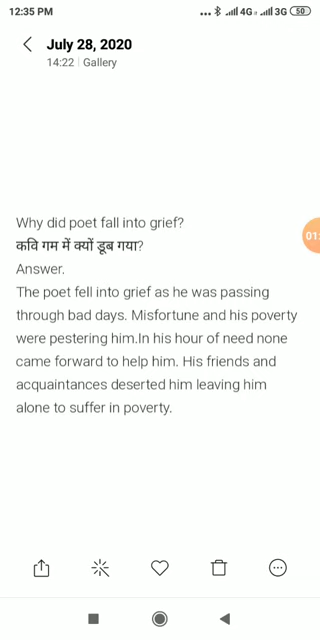 12:35 PM ... 4G 3G 50
July 28, 2020
14:22 | Gallery
01:
Why did poet fall into grief?
कवि गम में क्यों डूब गया?
Answer.
The poet fell into grief as he was passing
through bad days. Misfortune and his poverty
were pestering him.In his hour of need none
came forward to help him. His friends and
acquaintances deserted him leaving him
alone to suffer in poverty.